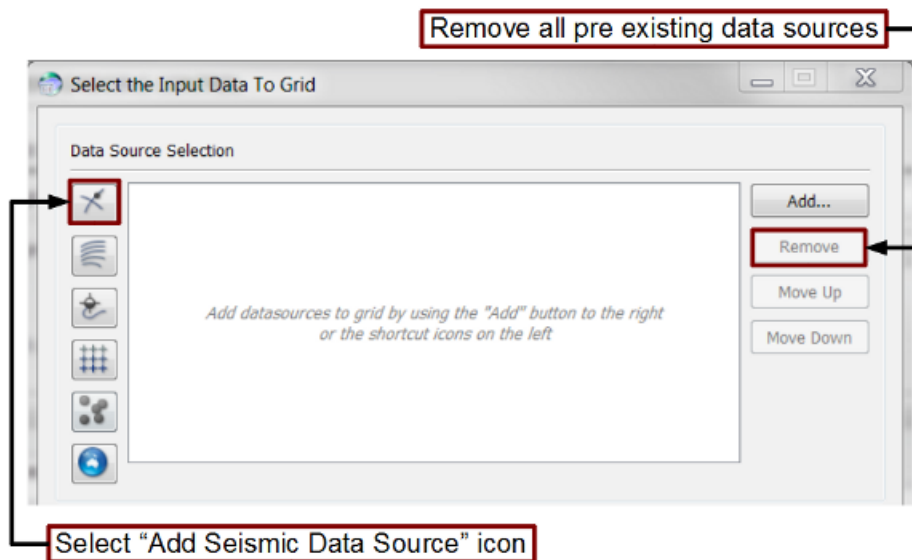 Remove all pre existing data sources
Select the Input Data To Grid
Data Source Selection
Add...
Remove
Add datasources to grid by using the "Add" button to the right
or the shortcut icons on the left
Move Up
Move Down
Select “Add Seismic Data Source” icon